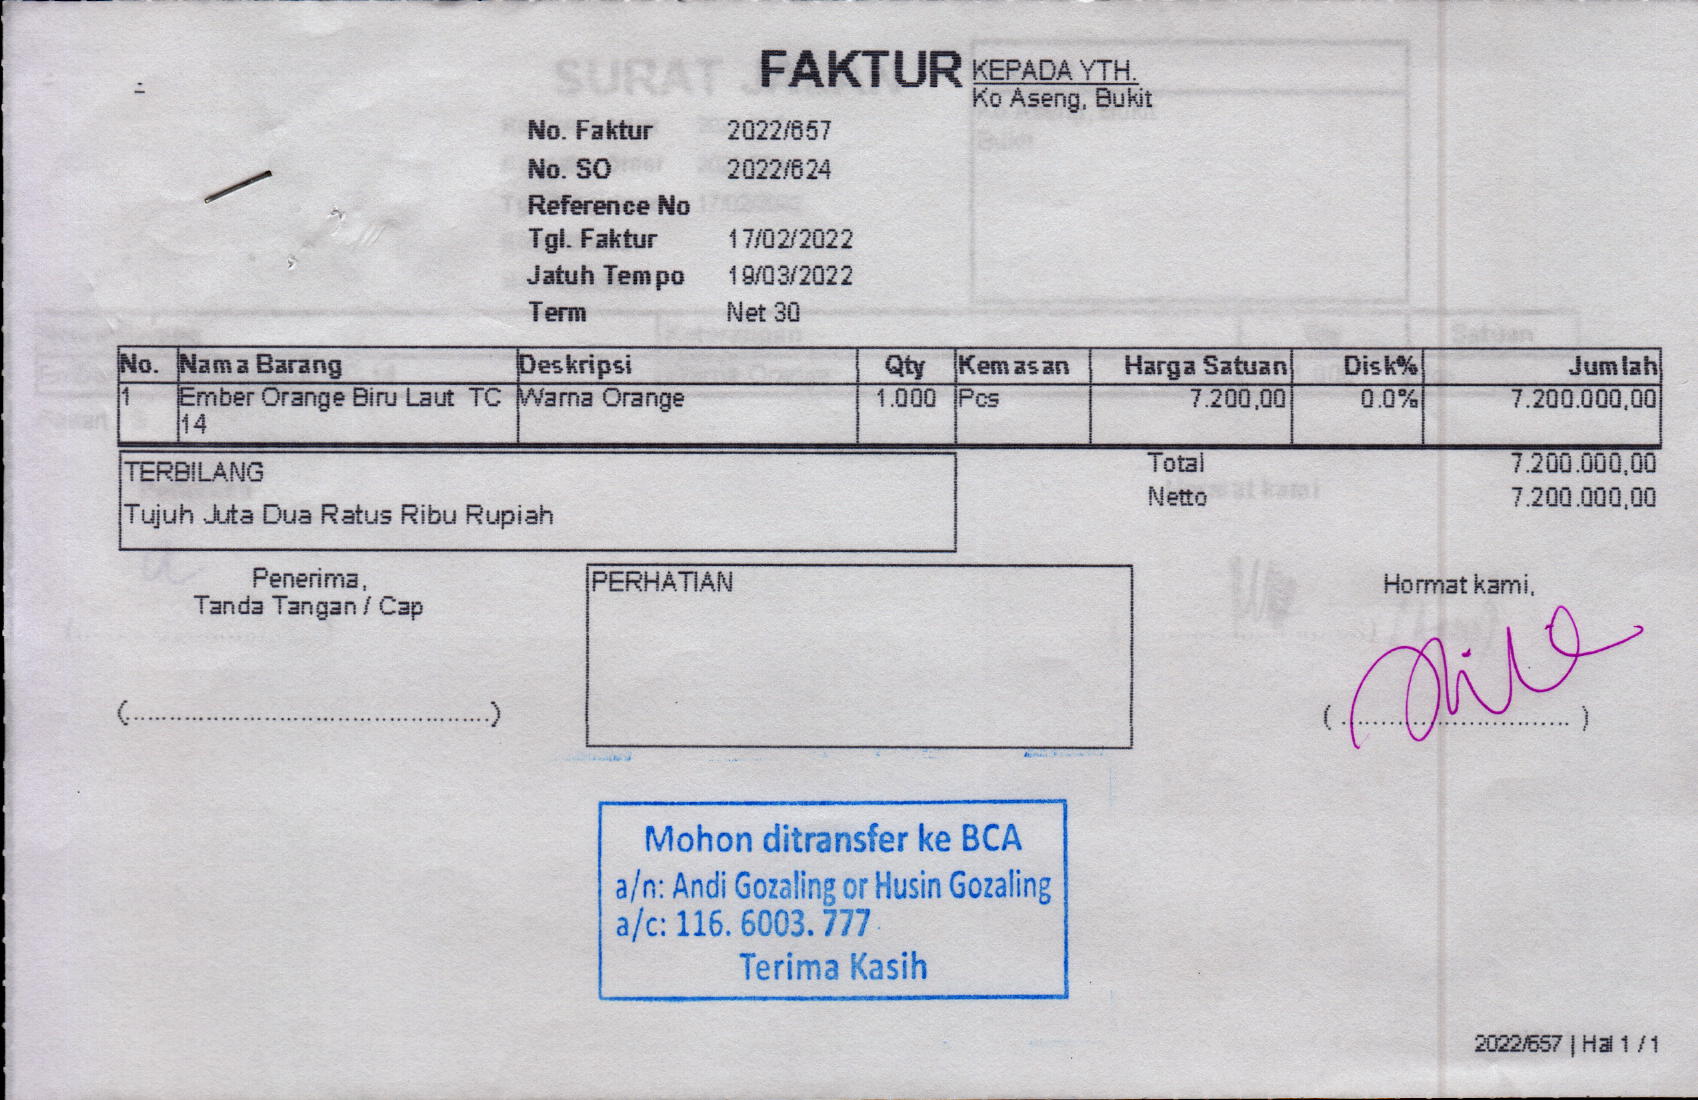 FAKTUR
KEPADA YTH.
Ko Aseng, Bukit
No. Faktur 2022/657
No. SO 2022/624
Reference No
Tgl. Faktur 17/02/2022
Jatuh Tempo 19/03/2022
Term Net 30
No. Nama Barang Deskripsi Qty Kemasan Harga Satuan Disk% Jumlah
1 Ember Orange Biru Laut TC Warna Orange 1.000 Pcs 7.200,00 0.0% 7.200.000,00
14
TERBILANG
Tujuh Juta Dua Ratus Ribu Rupiah
Total 7.200.000,00
Netto 7.200.000,00
Penerima,
Tanda Tangan / Cap
PERHATIAN
Hormat kami,
Mohon ditransfer ke BCA
a/n: Andi Gozaling or Husin Gozaling
a/c: 116. 6003. 777
Terima Kasih
2022/657 | Hal 1 / 1